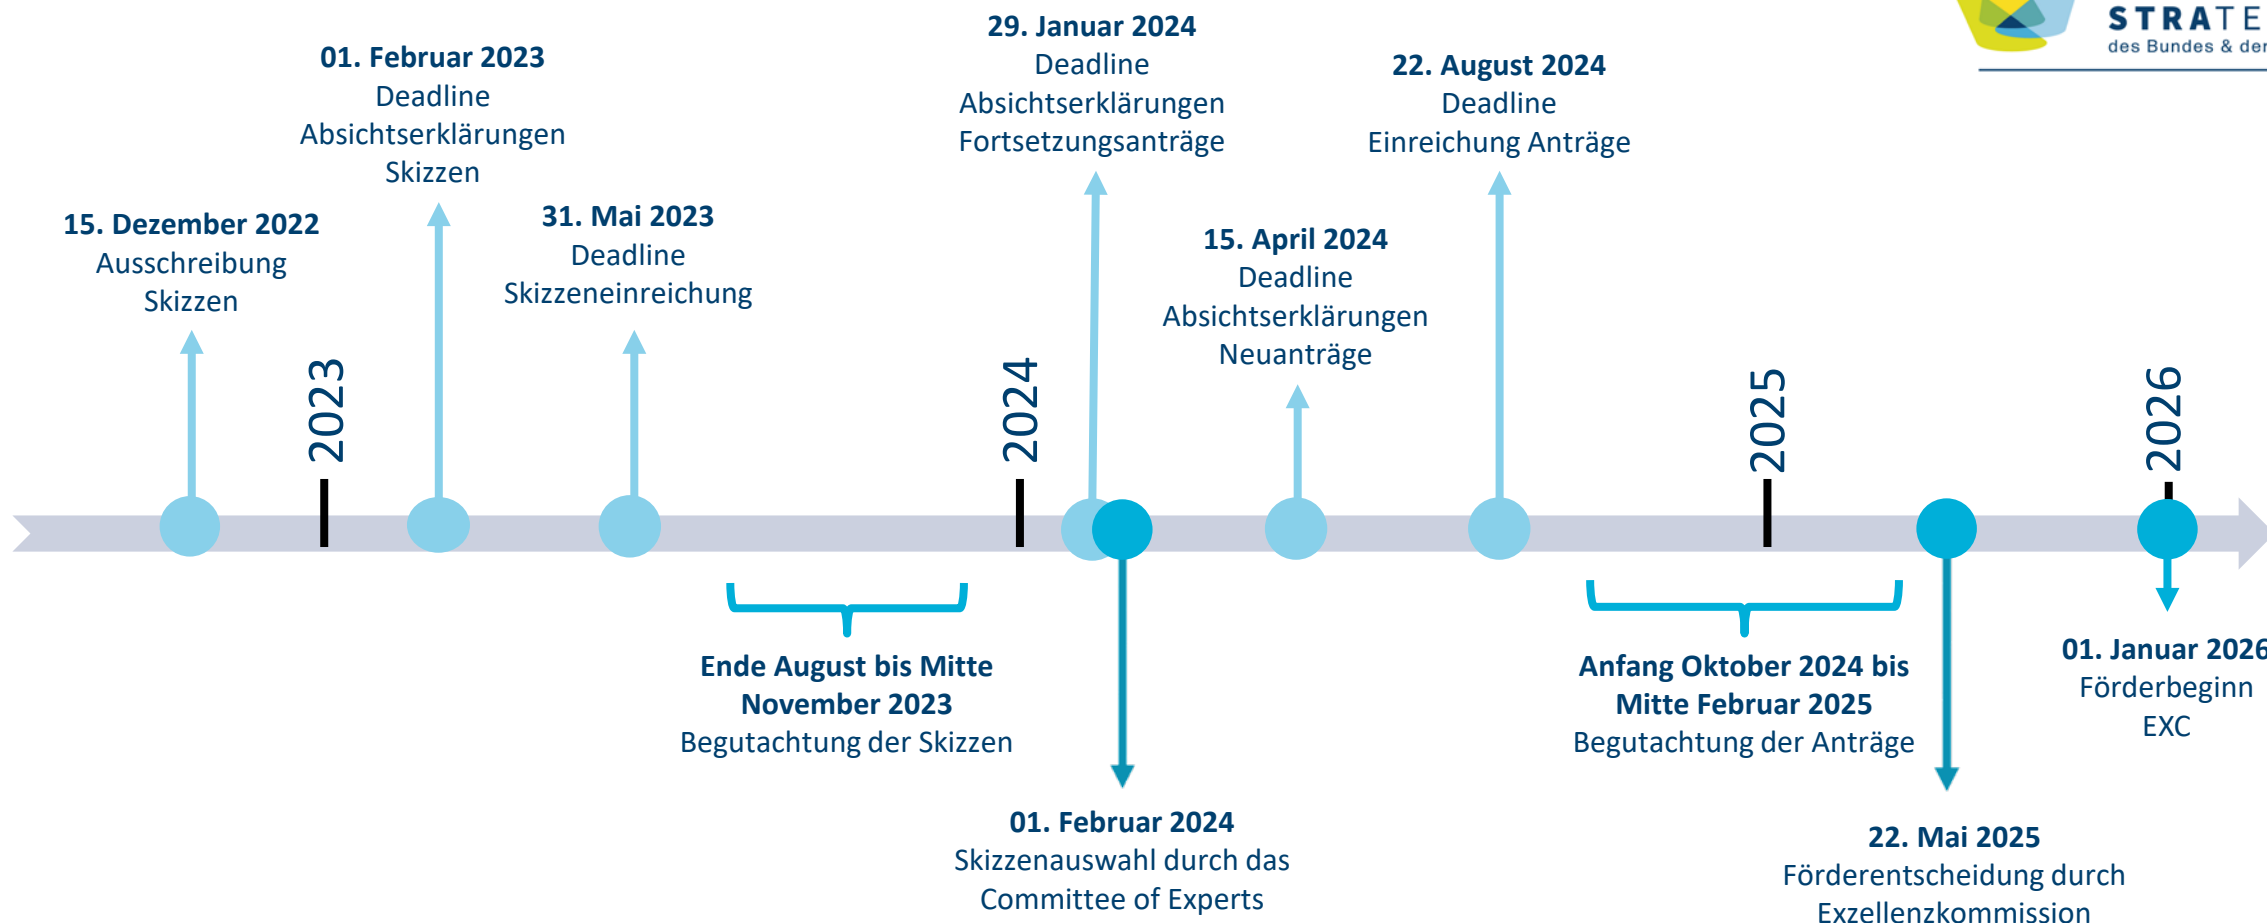 STRATE
des Bundes & der
15. Dezember 2022
Ausschreibung
Skizzen
01. Februar 2023
Deadline
Absichtserklärungen
Skizzen
31. Mai 2023
Deadline
Skizzeneinreichung
29. Januar 2024
Deadline
Absichtserklärungen
Fortsetzungsanträge
15. April 2024
Deadline
Absichtserklärungen
Neuanträge
22. August 2024
Deadline
Einreichung Anträge
2023
2024
2025
2026
Ende August bis Mitte
November 2023
Begutachtung der Skizzen
01. Februar 2024
Skizzenauswahl durch das
Committee of Experts
Anfang Oktober 2024 bis
Mitte Februar 2025
Begutachtung der Anträge
22. Mai 2025
Förderentscheidung durch
Exzellenzkommission
01. Januar 2026
Förderbeginn
EXC